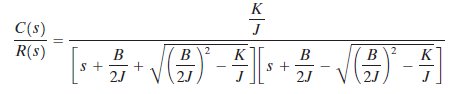 C(s)/R(s) = (K/J) / ([s + B/2J + √((B/2J)² − K/J)][s + B/2J − √((B/2J)² − K/J)])